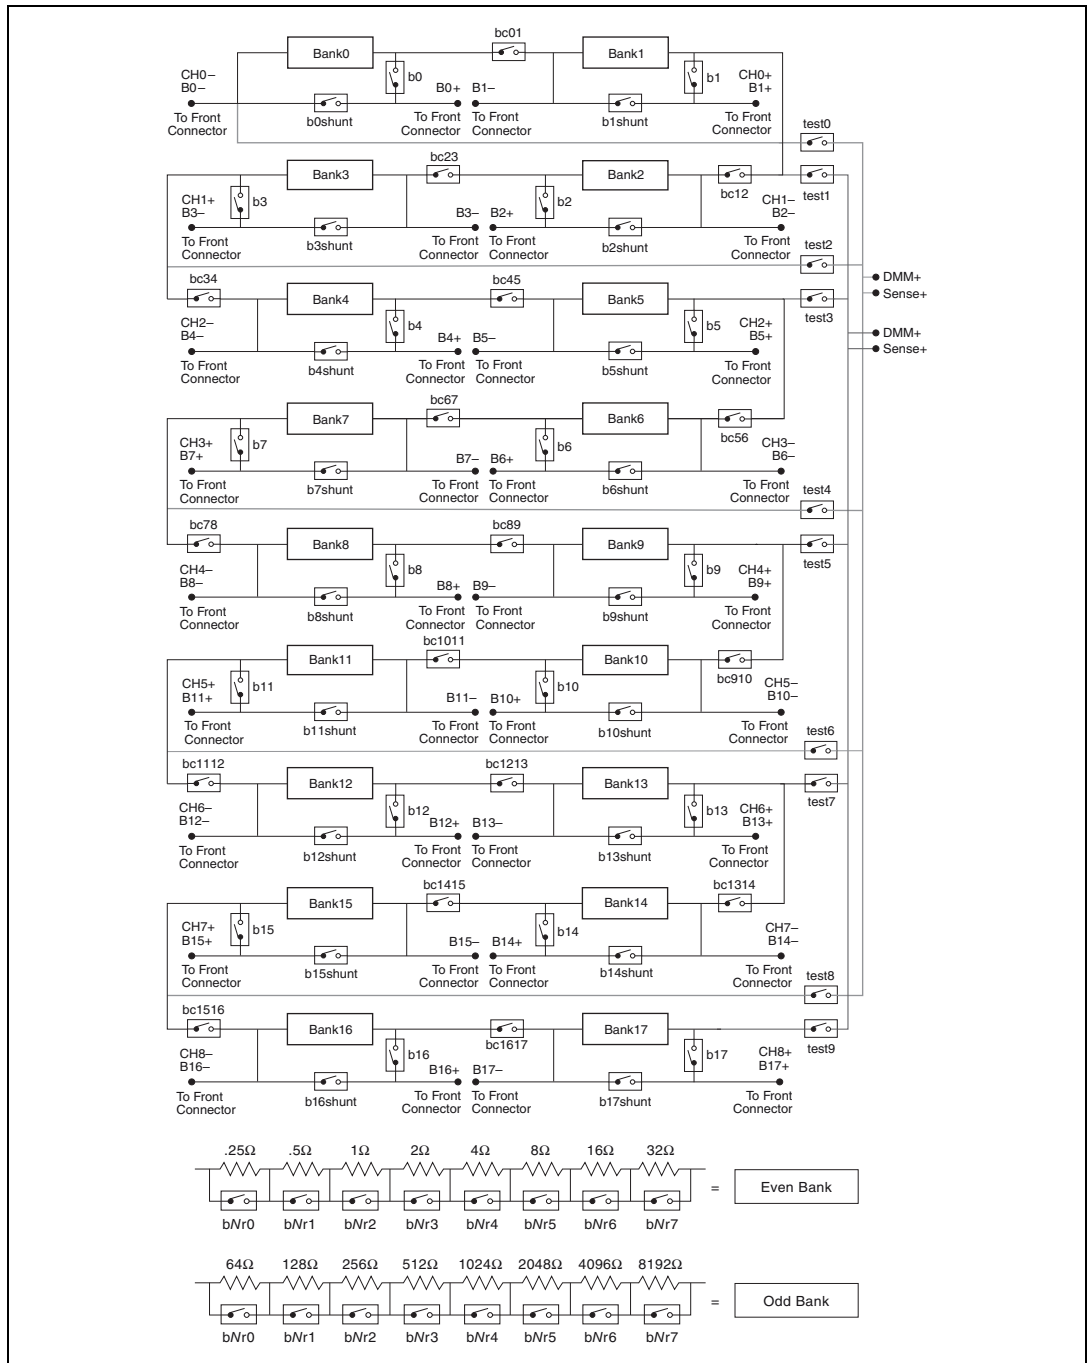 bc01
Bank0
Bank1
CH0–
B0–
b0
B0+
B1–
b1
CH0+
B1+
To Front
Connector
b0shunt
To Front
Connector
To Front
Connector
b1shunt
To Front
Connector
test0
bc23
Bank3
Bank2
bc12
test1
CH1+
B3–
b3
B3–
B2+
b2
CH1–
B2–
To Front
Connector
b3shunt
To Front
Connector
To Front
Connector
b2shunt
To Front
Connector
test2
DMM+
Sense+
bc34
Bank4
bc45
Bank5
test3
CH2–
B4–
b4
B4+
B5–
b5
CH2+
B5+
DMM+
Sense+
To Front
Connector
b4shunt
To Front
Connector
To Front
Connector
b5shunt
To Front
Connector
bc67
Bank7
Bank6
bc56
CH3+
B7+
b7
B7–
B6+
b6
CH3–
B6–
To Front
Connector
b7shunt
To Front
Connector
To Front
Connector
b6shunt
To Front
Connector
test4
bc78
Bank8
bc89
Bank9
test5
CH4–
B8–
b8
B8+
B9–
b9
CH4+
B9+
To Front
Connector
b8shunt
To Front
Connector
To Front
Connector
b9shunt
To Front
Connector
bc1011
Bank11
Bank10
bc910
CH5+
B11+
b11
B11–
B10+
b10
CH5–
B10–
To Front
Connector
b11shunt
To Front
Connector
To Front
Connector
b10shunt
To Front
Connector
test6
bc1112
Bank12
bc1213
Bank13
test7
CH6–
B12–
b12
B12+
B13–
b13
CH6+
B13+
To Front
Connector
b12shunt
To Front
Connector
To Front
Connector
b13shunt
To Front
Connector
bc1415
bc1314
Bank15
Bank14
CH7+
B15+
b15
B15–
B14+
b14
CH7–
B14–
To Front
Connector
b15shunt
To Front
Connector
To Front
Connector
b14shunt
To Front
Connector
test8
bc1516
Bank16
bc1617
Bank17
test9
CH8–
B16–
b16
B16+
B17–
b17
CH8+
B17+
To Front
Connector
b16shunt
To Front
Connector
To Front
Connector
b17shunt
To Front
Connector
.25Ω .5Ω 1Ω 2Ω 4Ω 8Ω 16Ω 32Ω
= Even Bank
bNr0 bNr1 bNr2 bNr3 bNr4 bNr5 bNr6 bNr7
64Ω 128Ω 256Ω 512Ω 1024Ω 2048Ω 4096Ω 8192Ω
= Odd Bank
bNr0 bNr1 bNr2 bNr3 bNr4 bNr5 bNr6 bNr7